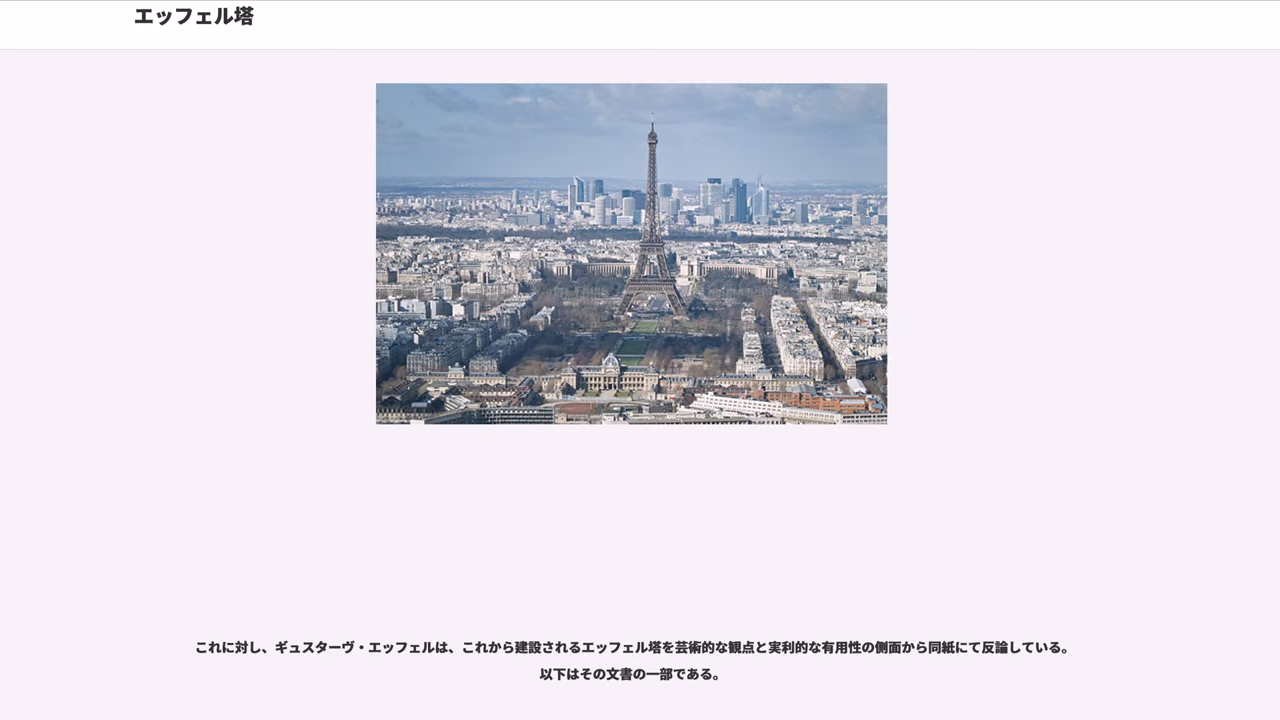 エッフェル塔
これに対し、ギュスターヴ・エッフェルは、これから建設されるエッフェル塔を芸術的な観点と実利的な有用性の側面から同紙にて反論している。
以下はその文書の一部である。